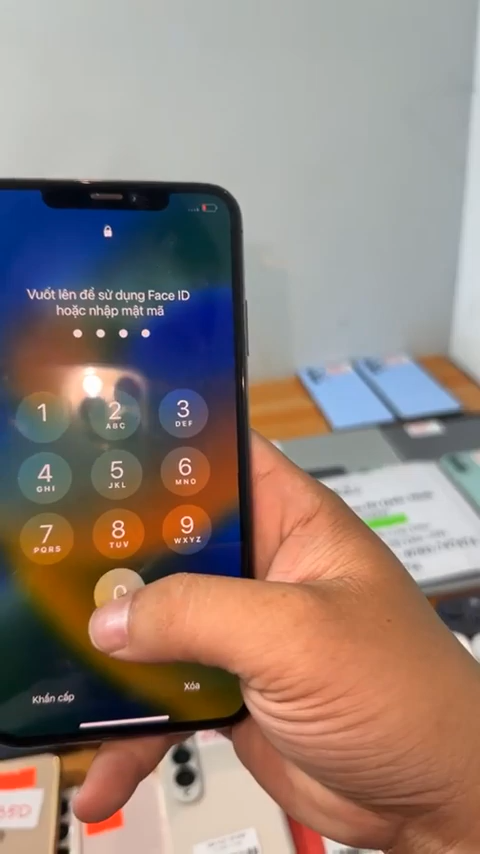 Vuốt lên để sử dụng Face ID
hoặc nhập mật mã
1
2
ABC
3
DEF
4
GHI
5
JKL
6
MNO
7
PQRS
8
TUV
9
WXYZ
Khẩn cấp
Xóa